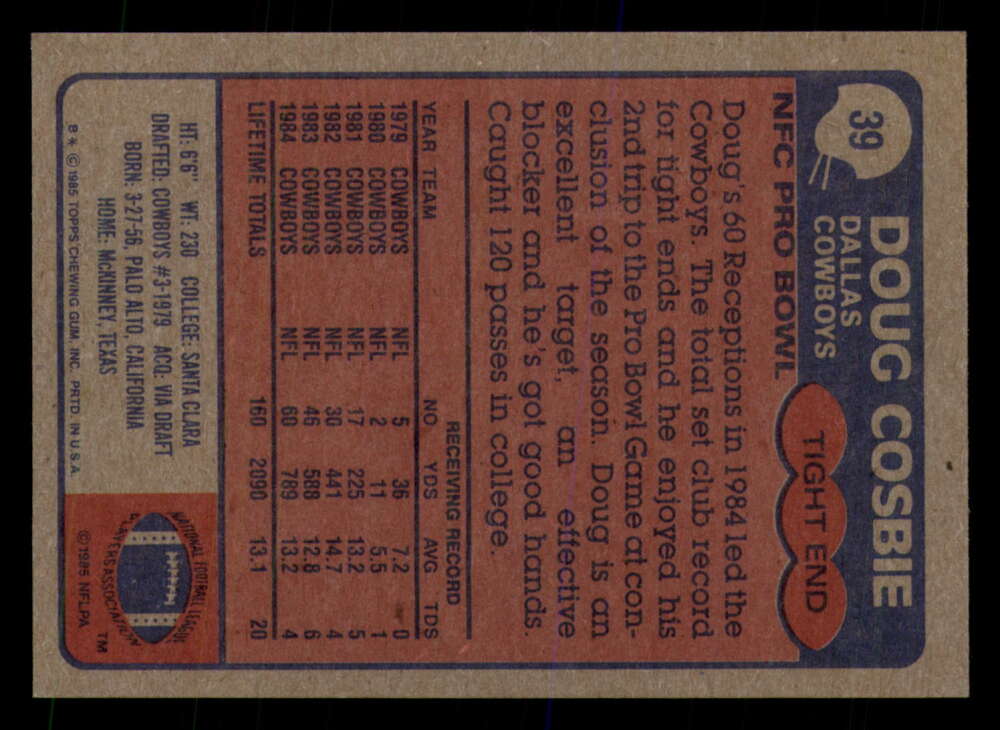 39
DOUG COSBIE
DALLAS
COWBOYS
TIGHT END
NFC PRO BOWL
Doug's 60 Receptions in 1984 led the
Cowboys. The total set club record
for tight ends and he enjoyed his
2nd trip to the Pro Bowl Game at con-
clusion of the season. Doug is an
excellent target, an effective
blocker and he's got good hands.
Caught 120 passes in college.
RECEIVING RECORD
YEAR TEAM NO YDS AVG TDS
1979 COWBOYS NFL 5 36 7.2 0
1980 COWBOYS NFL 2 11 5.5 1
1981 COWBOYS NFL 17 225 13.2 5
1982 COWBOYS NFL 30 441 14.7 4
1983 COWBOYS NFL 46 588 12.8 6
1984 COWBOYS NFL 60 789 13.2 4
LIFETIME TOTALS 160 2090 13.1 20
HT: 6'6" WT: 230 COLLEGE: SANTA CLARA
DRAFTED: COWBOYS #3-1979 ACQ: VIA DRAFT
BORN: 3-27-56, PALO ALTO, CALIFORNIA
HOME: McKINNEY, TEXAS
B* © 1985 TOPPS CHEWING GUM, INC. PRTD. IN U.S.A.
NATIONAL FOOTBALL LEAGUE
PLAYERS ASSOCIATION
TM
© 1985 NFLPA